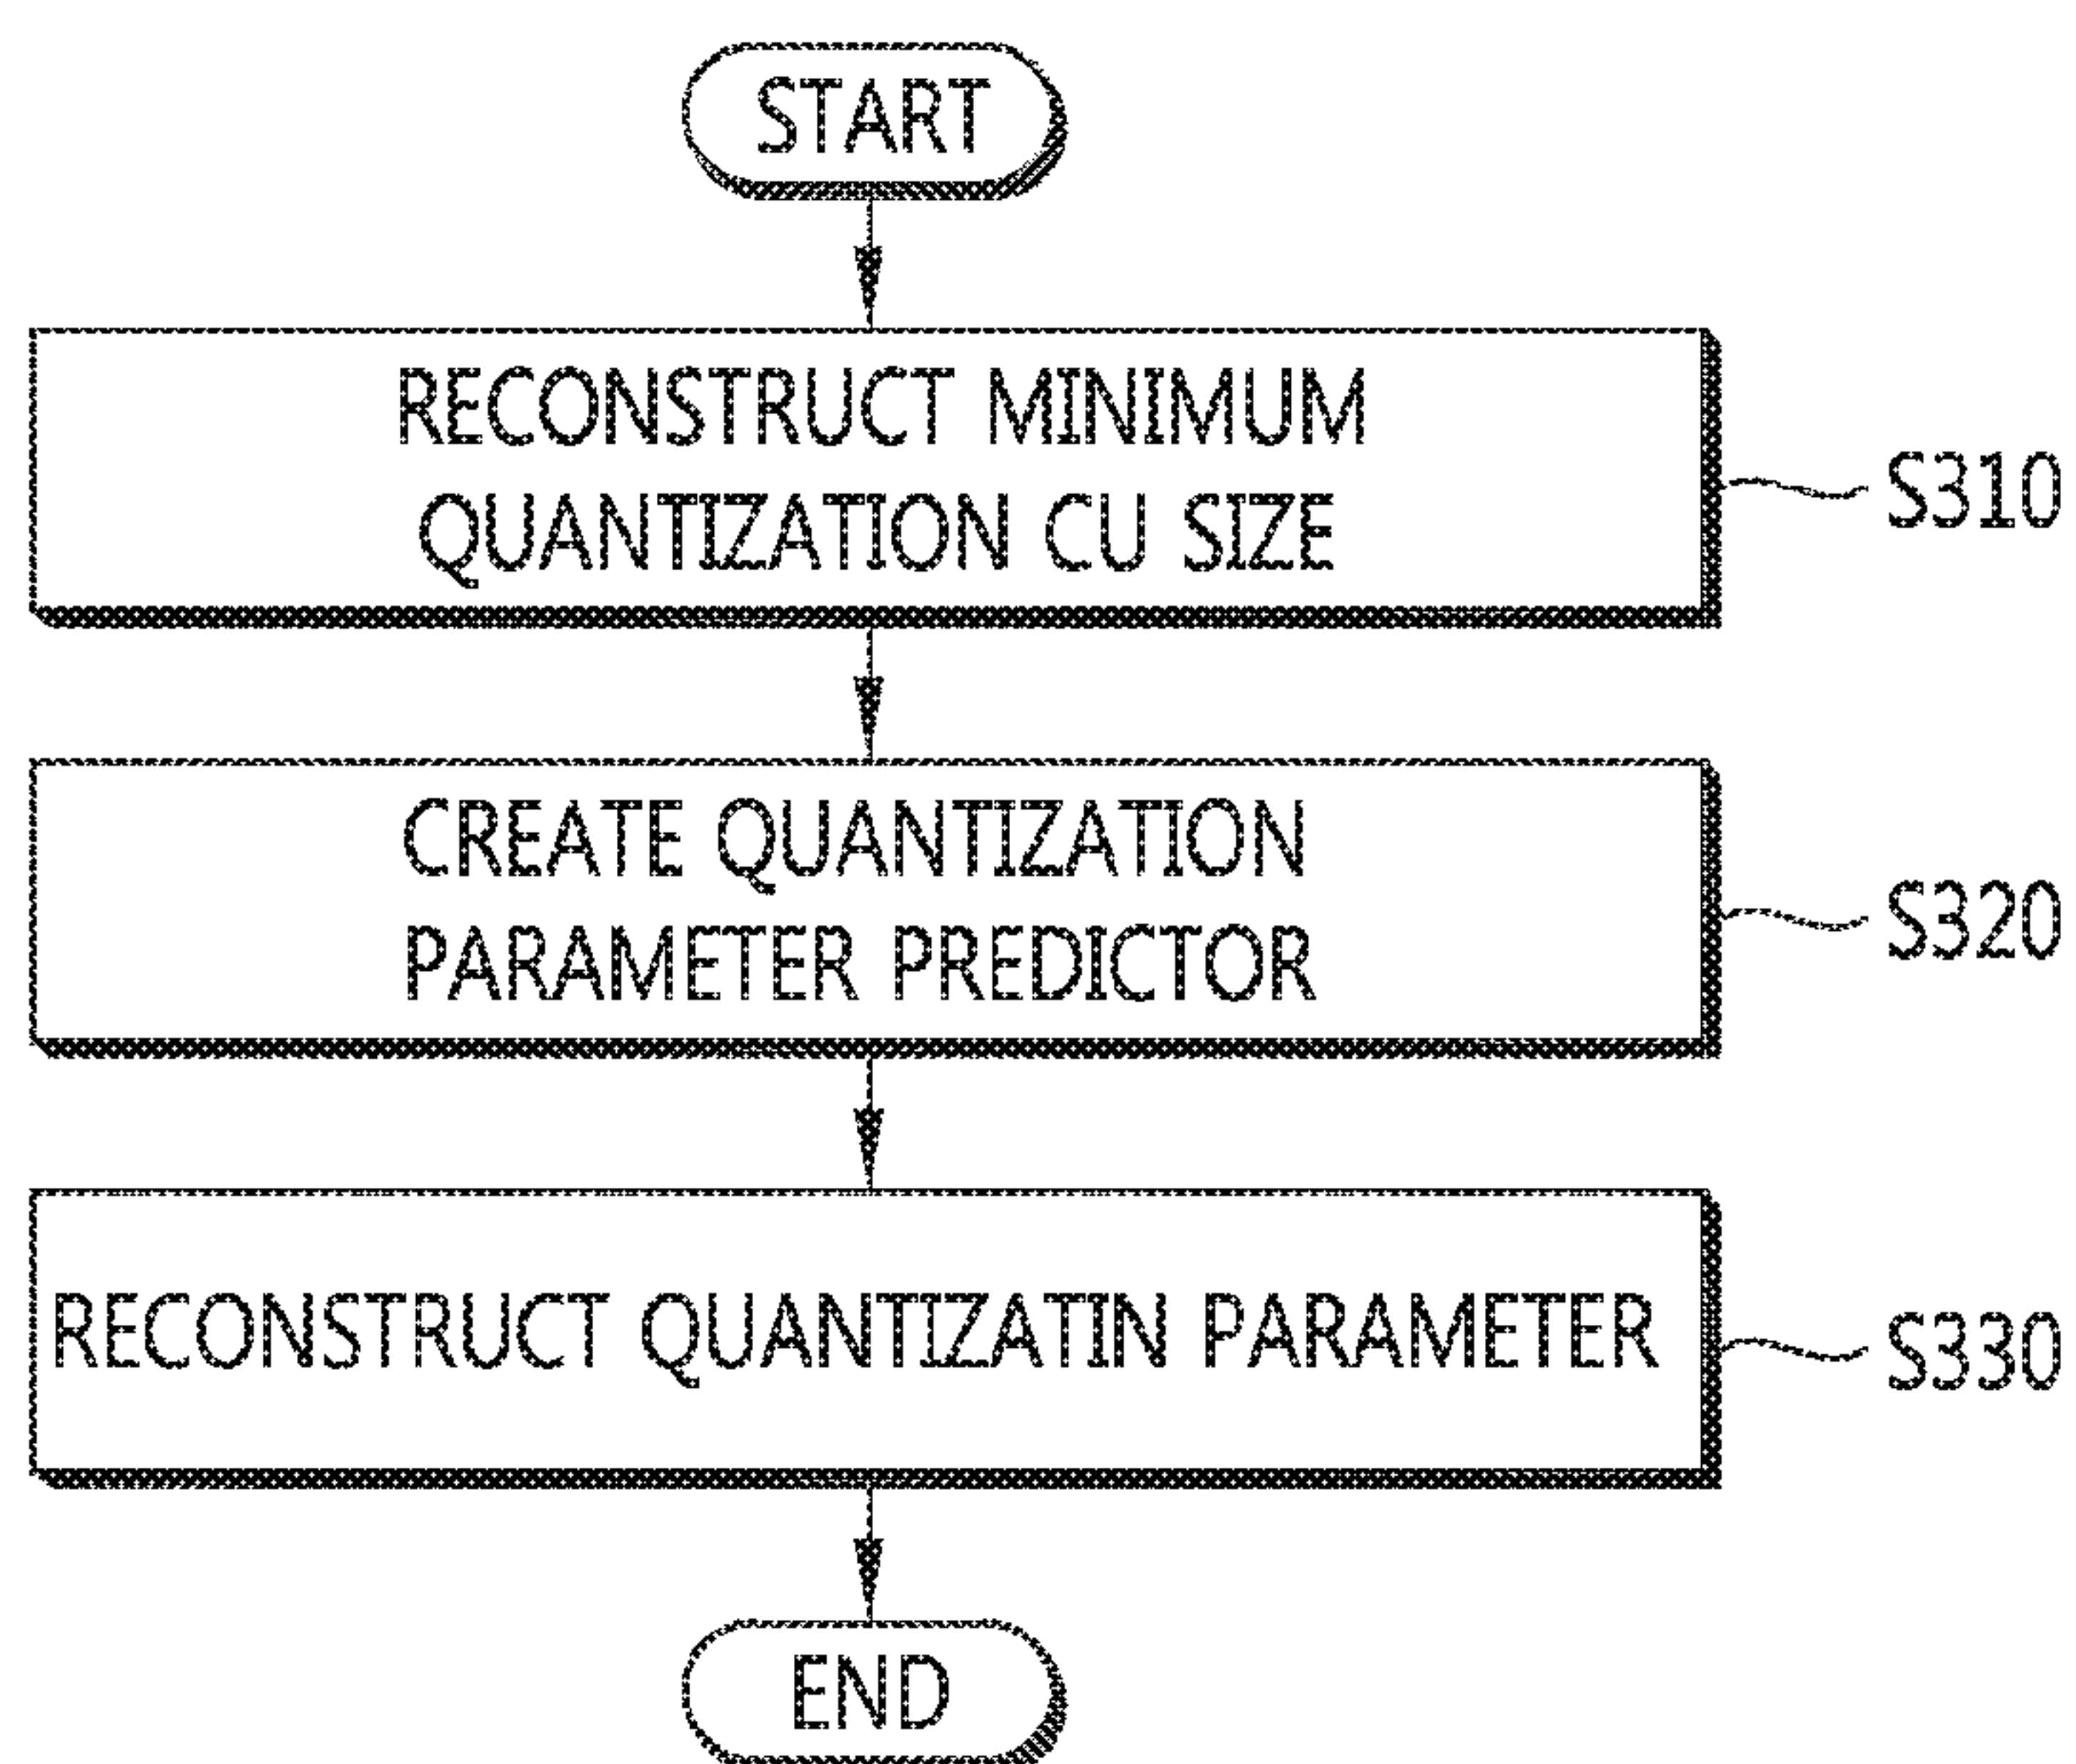 START
RECONSTRUCT MINIMUM
QUANTIZATION CU SIZE
S310
CREATE QUANTIZATION
PARAMETER PREDICTOR
S320
RECONSTRUCT QUANTIZATIN PARAMETER
S330
END